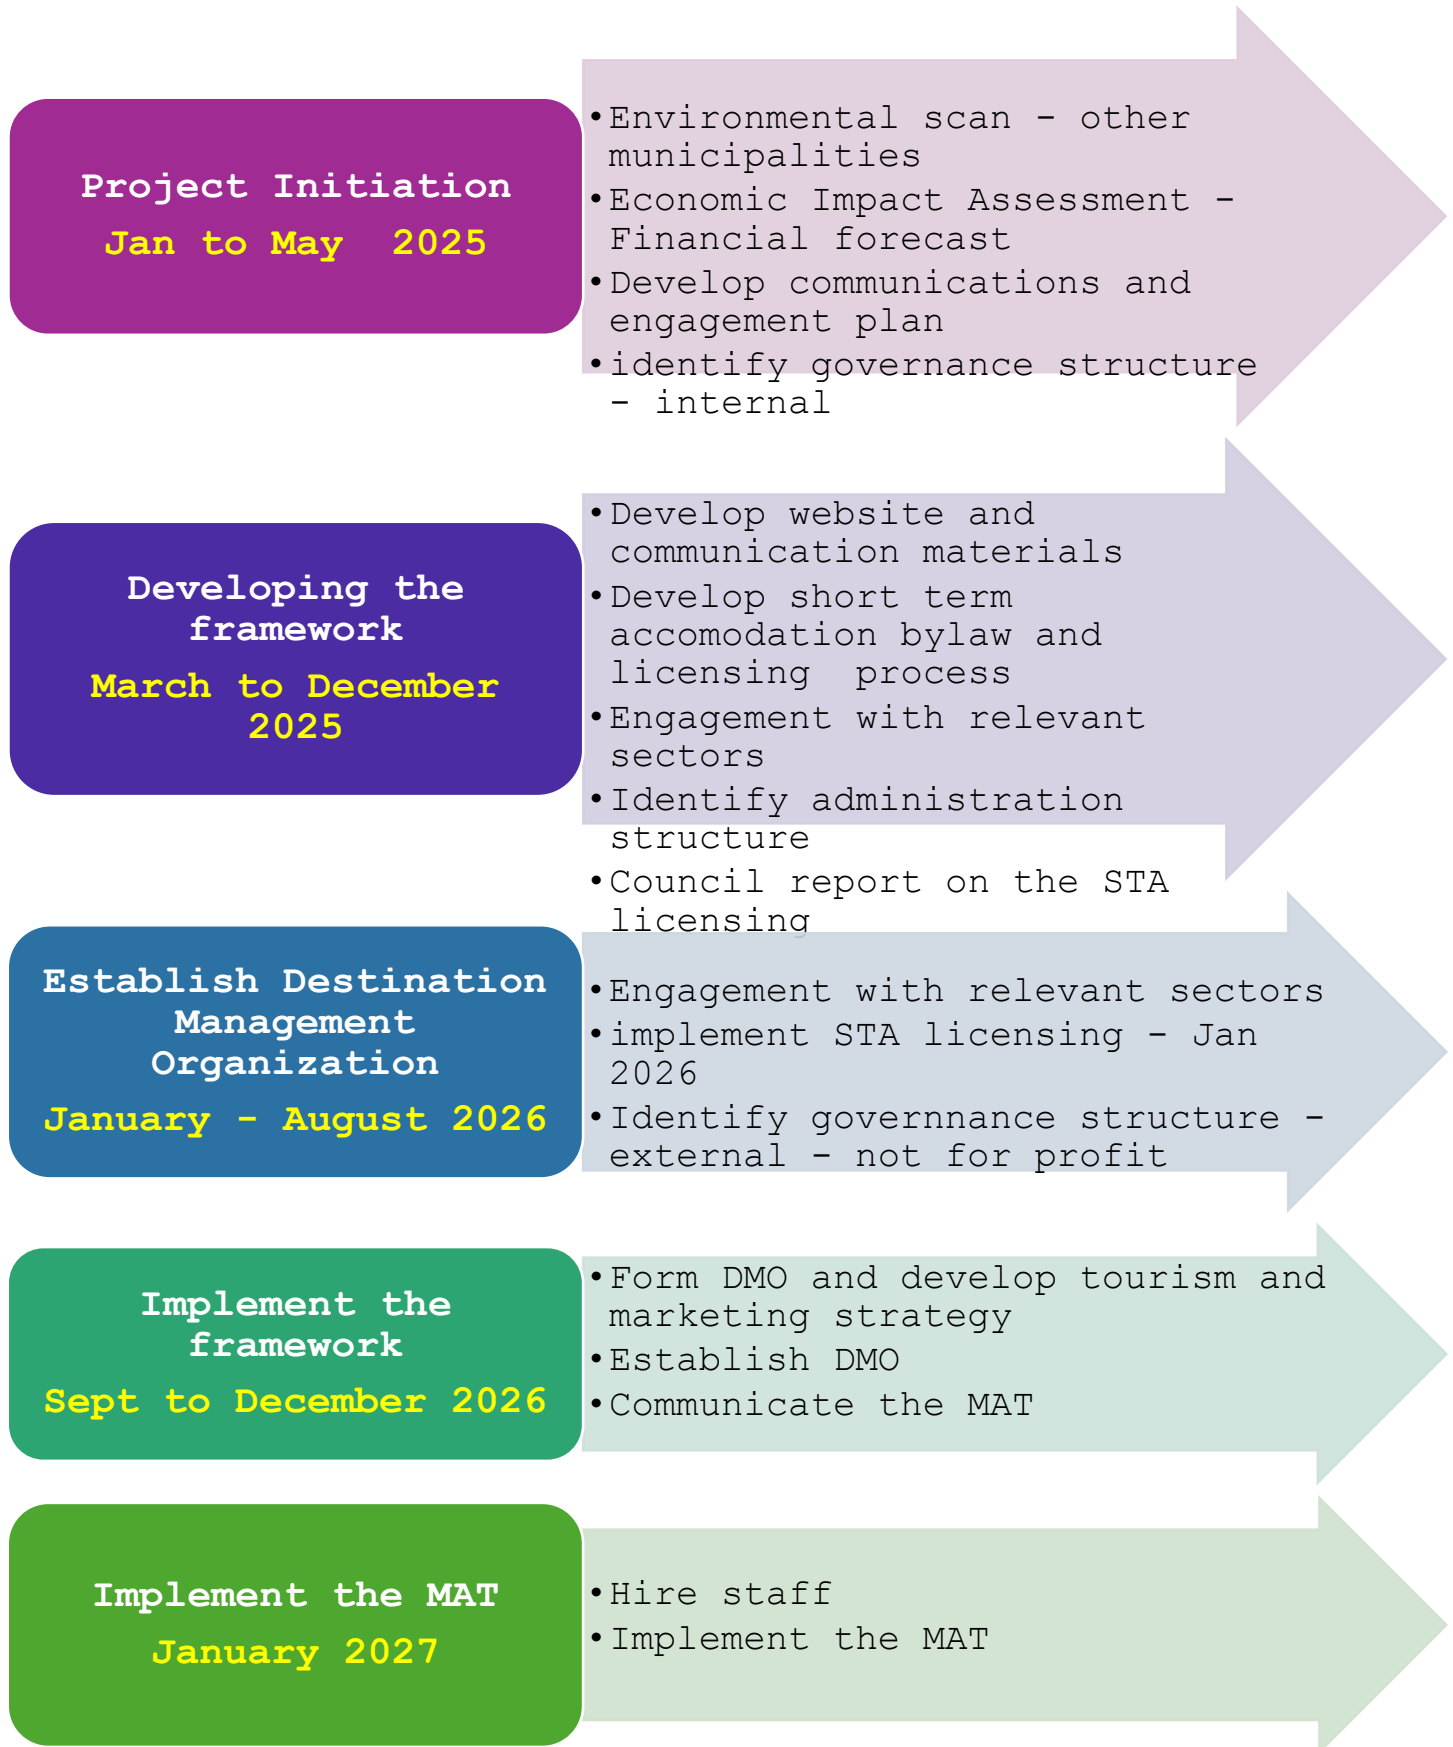 Project Initiation
Jan to May  2025
•Environmental scan - other
municipalities
•Economic Impact Assessment -
Financial forecast
•Develop communications and
engagement plan
•identify governance structure
- internal
Developing the
framework
March to December
2025
•Develop website and
communication materials
•Develop short term
accomodation bylaw and
licensing  process
•Engagement with relevant
sectors
•Identify administration
structure
•Council report on the STA
licensing
Establish Destination
Management
Organization
January - August 2026
•Engagement with relevant sectors
•implement STA licensing - Jan
2026
•Identify governnance structure -
external - not for profit
Implement the
framework
Sept to December 2026
•Form DMO and develop tourism and
marketing strategy
•Establish DMO
•Communicate the MAT
Implement the MAT
January 2027
•Hire staff
•Implement the MAT